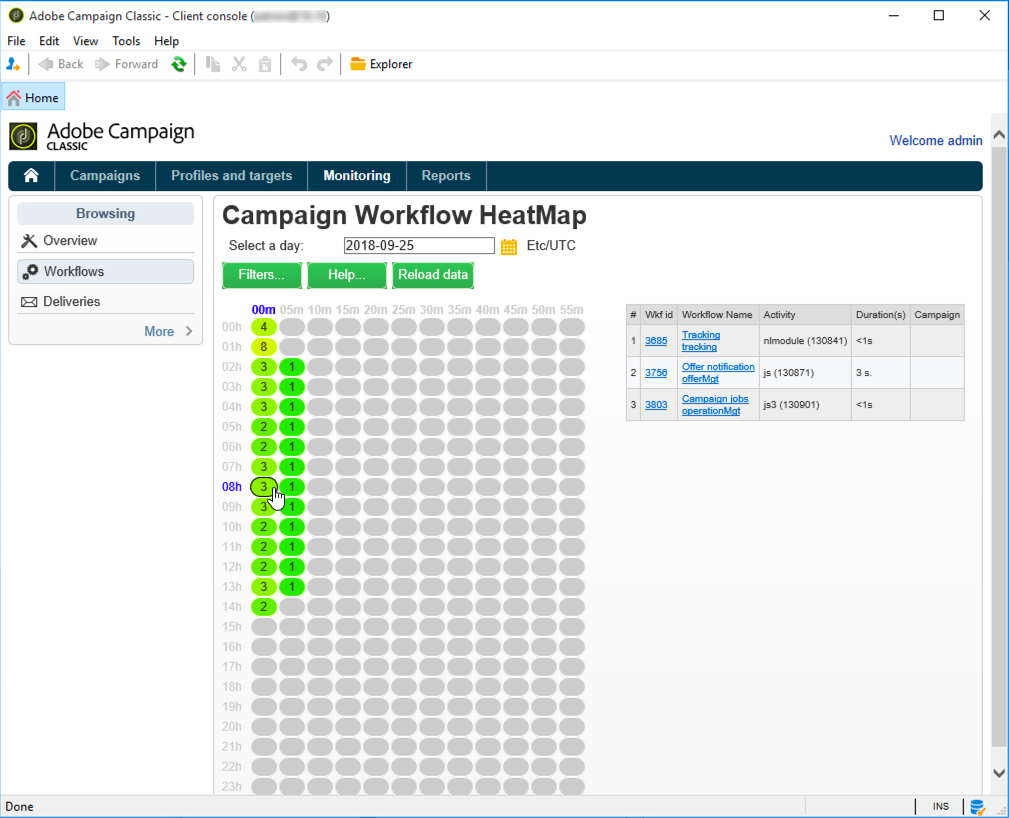 Adobe Campaign Classic - Client console ( )
File Edit View Tools Help
Back Forward Explorer
Home
Adobe Campaign
CLASSIC
Welcome admin
Campaigns Profiles and targets Monitoring Reports
Browsing
Overview
Workflows
Deliveries
More
Campaign Workflow HeatMap
Select a day: 2018-09-25 Etc/UTC
Filters... Help... Reload data
00m 05m 10m 15m 20m 25m 30m 35m 40m 45m 50m 55m
00h 4
01h 8
02h 3 1
03h 3 1
04h 3 1
05h 2 1
06h 2 1
07h 3 1
08h 3 1
09h 3 1
10h 2 1
11h 2 1
12h 2 1
13h 3 1
14h 2
15h
16h
17h
18h
19h
20h
21h
22h
23h
# Wkf id Workflow Name Activity Duration(s) Campaign
1 3685 Tracking tracking nlmodule (130841) <1s
2 3756 Offer notification offerMgt js (130871) 3 s.
3 3803 Campaign jobs operationMgt js3 (130901) <1s
Done INS